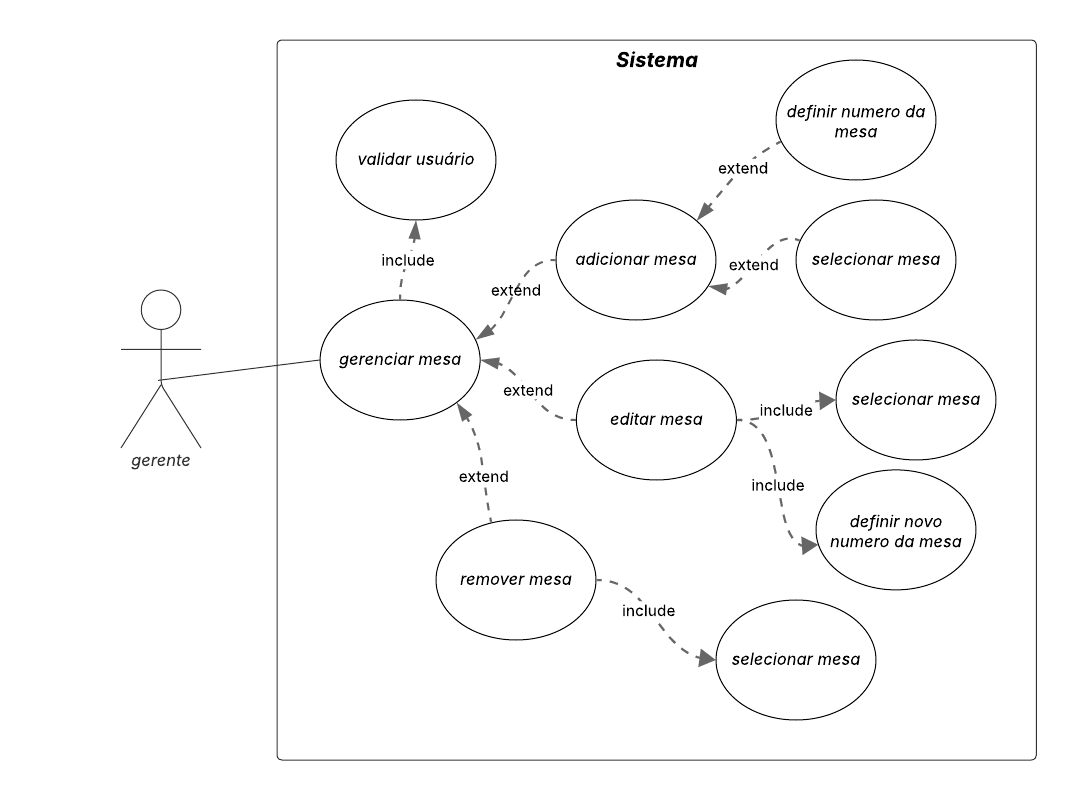 Sistema
definir numero da
mesa
validar usuário
extend
adicionar mesa
selecionar mesa
include
extend
extend
gerenciar mesa
extend
editar mesa
selecionar mesa
include
gerente
extend
include
definir novo
numero da mesa
remover mesa
include
selecionar mesa